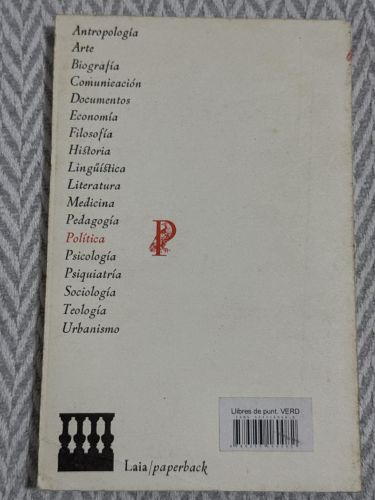 Antropología
Arte
Biografía
Comunicación
Documentos
Economía
Filosofía
Historia
Lingüística
Literatura
Medicina
Pedagogía
Política
Psicología
Psiquiatría
Sociología
Teología
Urbanismo
P
Llibres de punt. VERD
Laia/paperback